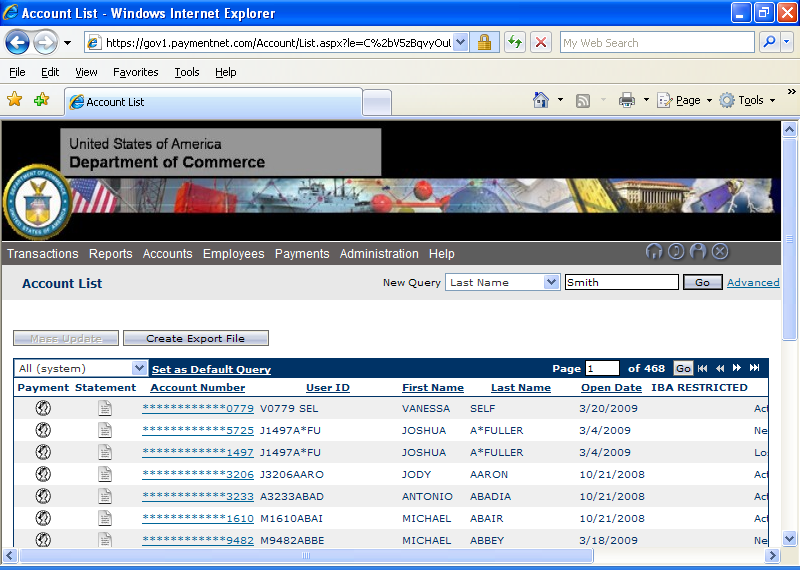 Account List - Windows Internet Explorer
https://gov1.paymentnet.com/Account/List.aspx?le=C%2bV5zBqvyOul
My Web Search
File Edit View Favorites Tools Help
Account List
Page Tools
United States of America
Department of Commerce
Transactions Reports Accounts Employees Payments Administration Help
Account List New Query Last Name Smith Go Advanced
Mass Update Create Export File
All (system) Set as Default Query Page 1 of 468 Go
Payment Statement Account Number User ID First Name Last Name Open Date IBA RESTRICTED
************0779 V0779 SEL VANESSA SELF 3/20/2009 Act
************5725 J1497A*FU JOSHUA A*FULLER 3/4/2009 Ne
************1497 J1497A*FU JOSHUA A*FULLER 3/4/2009 Los
************3206 J3206AARO JODY AARON 10/21/2008 Act
************3233 A3233ABAD ANTONIO ABADIA 10/21/2008 Act
************1610 M1610ABAI MICHAEL ABAIR 10/21/2008 Act
************9482 M9482ABBE MICHAEL ABBEY 3/18/2009 Ne